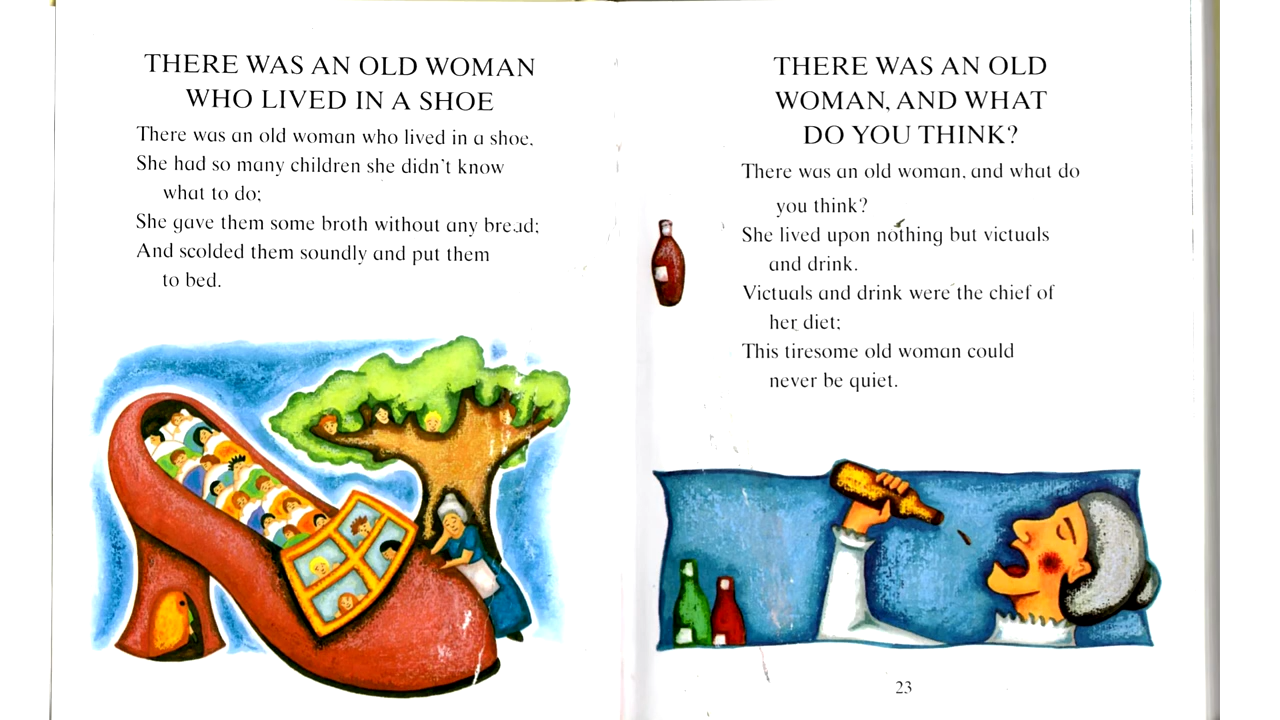 THERE WAS AN OLD WOMAN
WHO LIVED IN A SHOE
There was an old woman who lived in a shoe.
She had so many children she didn't know
what to do;
She gave them some broth without any bread;
And scolded them soundly and put them
to bed.
THERE WAS AN OLD
WOMAN, AND WHAT
DO YOU THINK?
There was an old woman, and what do
you think?
She lived upon nothing but victuals
and drink.
Victuals and drink were the chief of
her diet;
This tiresome old woman could
never be quiet.
23